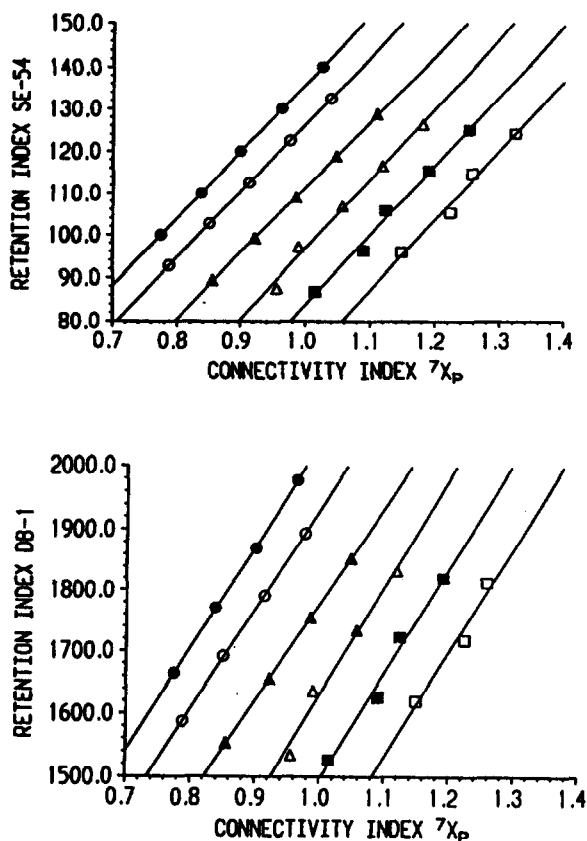 150.0
140.0
130.0
120.0
110.0
100.0
90.0
80.0
RETENTION INDEX SE-54
0.7 0.8 0.9 1.0 1.1 1.2 1.3 1.4
CONNECTIVITY INDEX ⁷Xₚ
2000.0
1900.0
1800.0
1700.0
1600.0
1500.0
RETENTION INDEX DB-1
0.7 0.8 0.9 1.0 1.1 1.2 1.3 1.4
CONNECTIVITY INDEX ⁷Xₚ